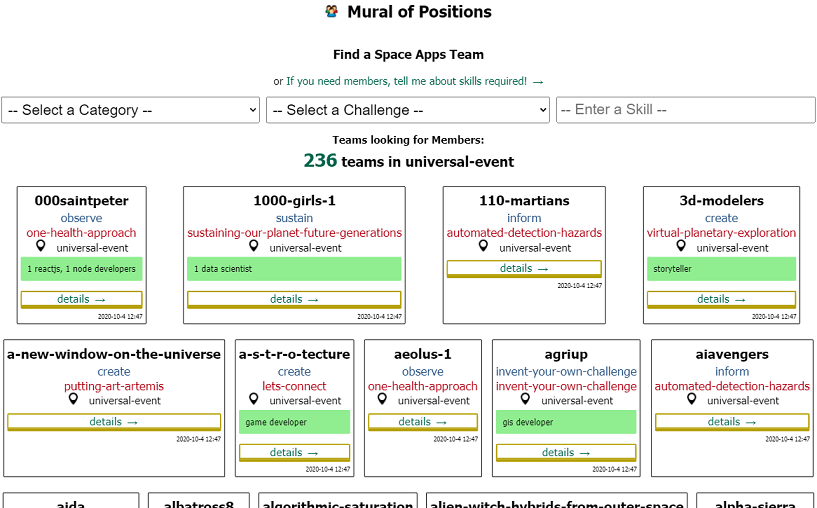 Mural of Positions
Find a Space Apps Team
or If you need members, tell me about skills required! →
-- Select a Category --
-- Select a Challenge --
-- Enter a Skill --
Teams looking for Members:
236 teams in universal-event
000saintpeter
observe
one-health-approach
universal-event
1 reactjs, 1 node developers
details →
2020-10-4 12:47
1000-girls-1
sustain
sustaining-our-planet-future-generations
universal-event
1 data scientist
details →
2020-10-4 12:47
110-martians
inform
automated-detection-hazards
universal-event
details →
2020-10-4 12:47
3d-modelers
create
virtual-planetary-exploration
universal-event
storyteller
details →
2020-10-4 12:47
a-new-window-on-the-universe
create
putting-art-artemis
universal-event
details →
2020-10-4 12:47
a-s-t-r-o-tecture
create
lets-connect
universal-event
game developer
details →
2020-10-4 12:47
aeolus-1
observe
one-health-approach
universal-event
details →
2020-10-4 12:47
agriup
invent-your-own-challenge
invent-your-own-challenge
universal-event
gis developer
details →
2020-10-4 12:47
aiavengers
inform
automated-detection-hazards
universal-event
details →
2020-10-4 12:47
aida
albatross8
algorithmic-saturation
alien-witch-hybrids-from-outer-space
alpha-sierra